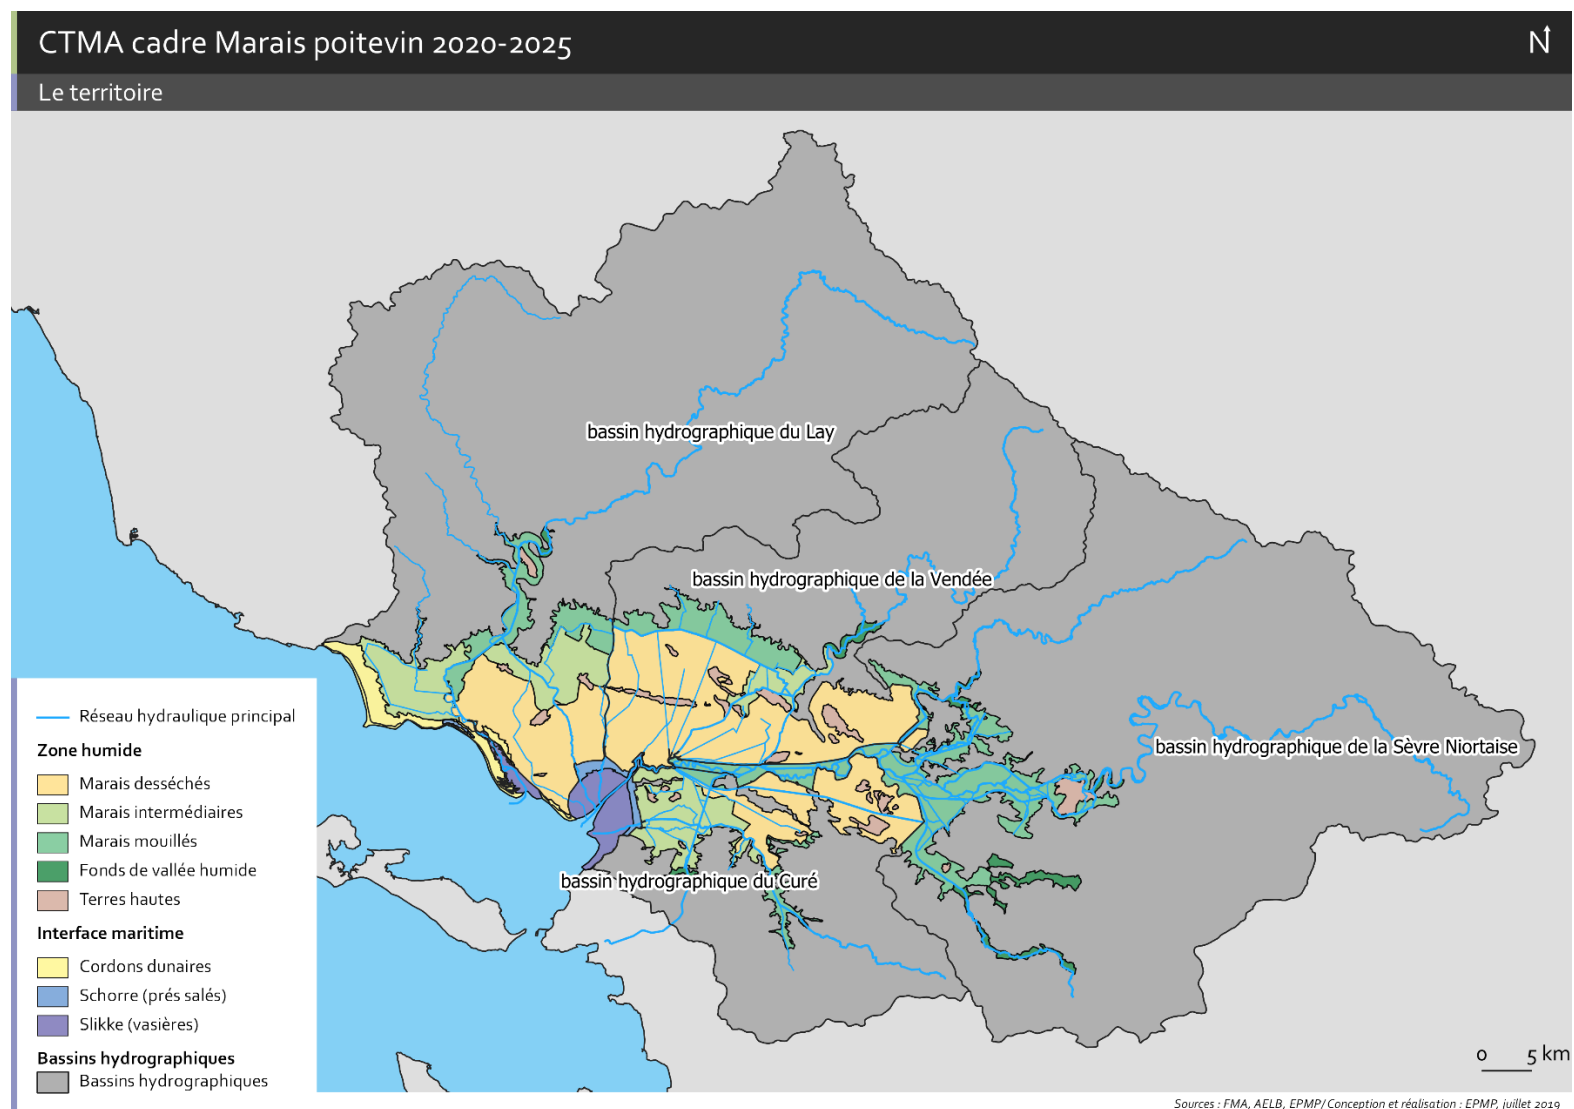 CTMA cadre Marais poitevin 2020-2025
N
Le territoire
bassin hydrographique du Lay
bassin hydrographique de la Vendée
bassin hydrographique de la Sèvre Niortaise
bassin hydrographique du Curé
Réseau hydraulique principal
Zone humide
Marais desséchés
Marais intermédiaires
Marais mouillés
Fonds de vallée humide
Terres hautes
Interface maritime
Cordons dunaires
Schorre (prés salés)
Slikke (vasières)
Bassins hydrographiques
Bassins hydrographiques
0 5 km
Sources : FMA, AELB, EPMP/ Conception et réalisation : EPMP, juillet 2019